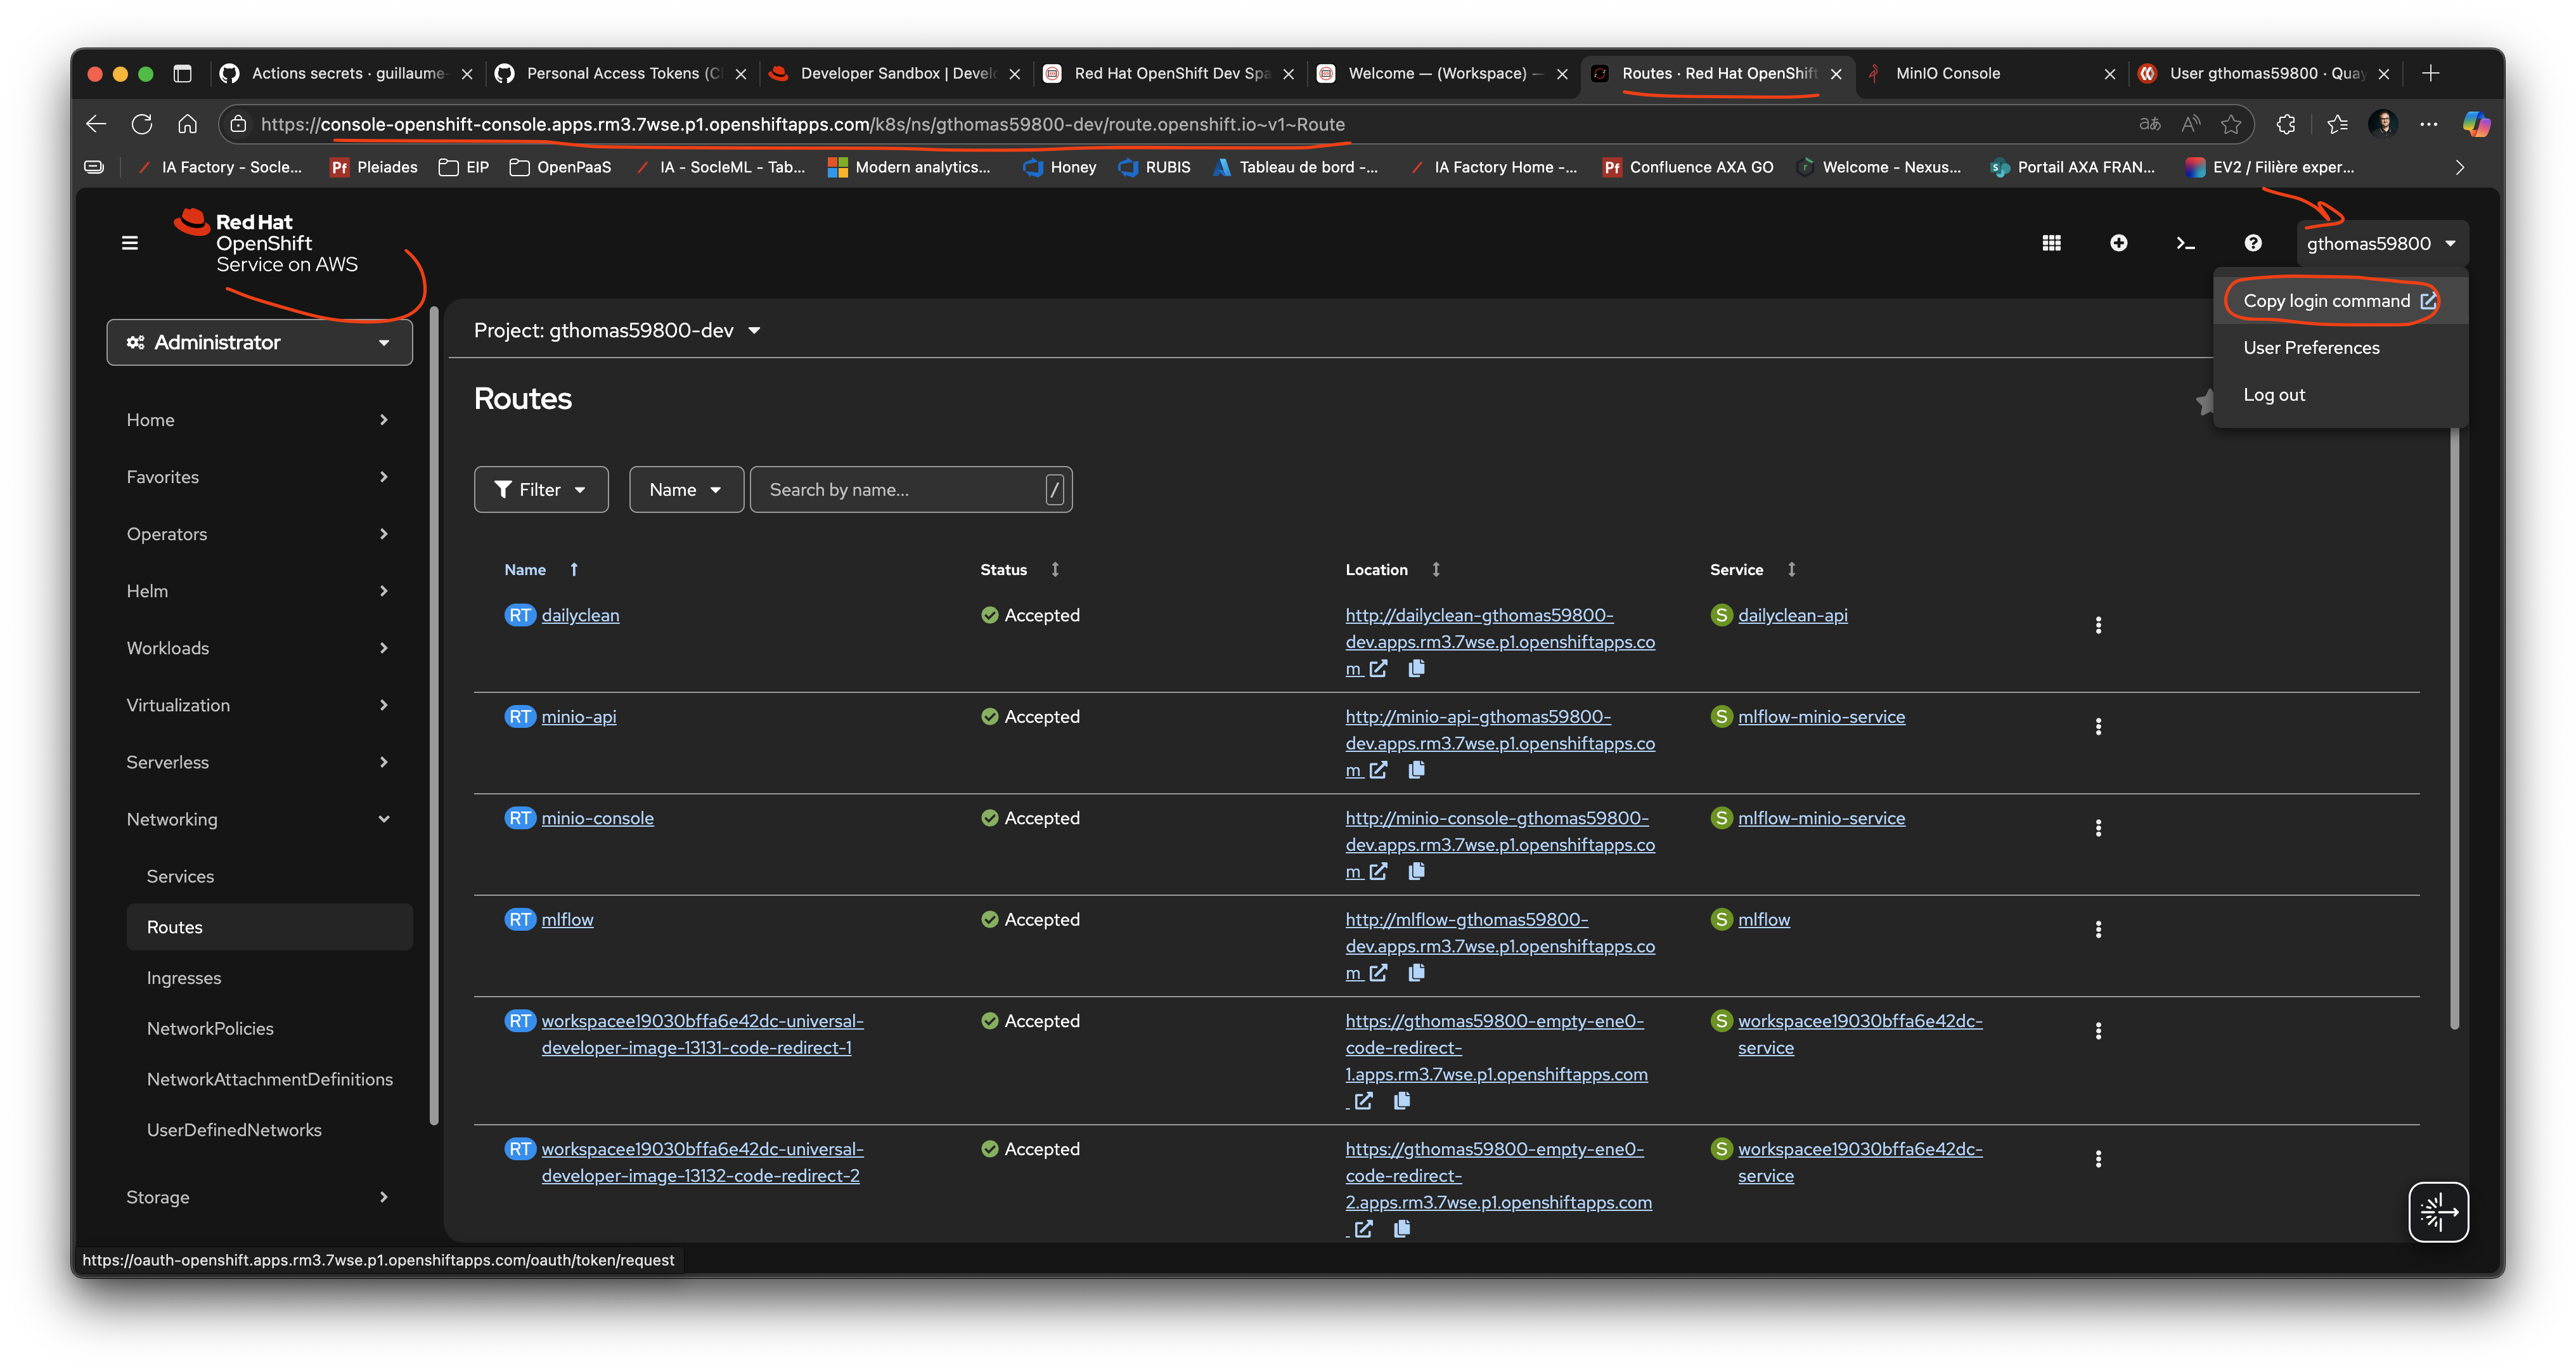 Actions secrets · guillaume-
Personal Access Tokens (Cl
Developer Sandbox | Develo
Red Hat OpenShift Dev Spa
Welcome — (Workspace) —
Routes · Red Hat OpenShift
MinIO Console
User gthomas59800 · Quay
https://console-openshift-console.apps.rm3.7wse.p1.openshiftapps.com/k8s/ns/gthomas59800-dev/route.openshift.io~v1~Route
IA Factory - Socle...
Pf Pleiades
EIP
OpenPaaS
IA - SocleML - Tab...
Modern analytics...
Honey
RUBIS
Tableau de bord -...
IA Factory Home -...
Pf Confluence AXA GO
Welcome - Nexus...
Portail AXA FRAN...
EV2 / Filière exper...
Red Hat
OpenShift
Service on AWS
gthomas59800
Copy login command
User Preferences
Log out
Administrator
Home
Favorites
Operators
Helm
Workloads
Virtualization
Serverless
Networking
Services
Routes
Ingresses
NetworkPolicies
NetworkAttachmentDefinitions
UserDefinedNetworks
Storage
Project: gthomas59800-dev
Routes
Filter
Name
Search by name...
/
Name Status Location Service
RT dailyclean Accepted http://dailyclean-gthomas59800- S dailyclean-api
dev.apps.rm3.7wse.p1.openshiftapps.co
m
RT minio-api Accepted http://minio-api-gthomas59800- S mlflow-minio-service
dev.apps.rm3.7wse.p1.openshiftapps.co
m
RT minio-console Accepted http://minio-console-gthomas59800- S mlflow-minio-service
dev.apps.rm3.7wse.p1.openshiftapps.co
m
RT mlflow Accepted http://mlflow-gthomas59800- S mlflow
dev.apps.rm3.7wse.p1.openshiftapps.co
m
RT workspacee19030bffa6e42dc-universal- Accepted https://gthomas59800-empty-ene0- S workspacee19030bffa6e42dc-
developer-image-13131-code-redirect-1 code-redirect- service
1.apps.rm3.7wse.p1.openshiftapps.com
RT workspacee19030bffa6e42dc-universal- Accepted https://gthomas59800-empty-ene0- S workspacee19030bffa6e42dc-
developer-image-13132-code-redirect-2 code-redirect- service
2.apps.rm3.7wse.p1.openshiftapps.com
https://oauth-openshift.apps.rm3.7wse.p1.openshiftapps.com/oauth/token/request